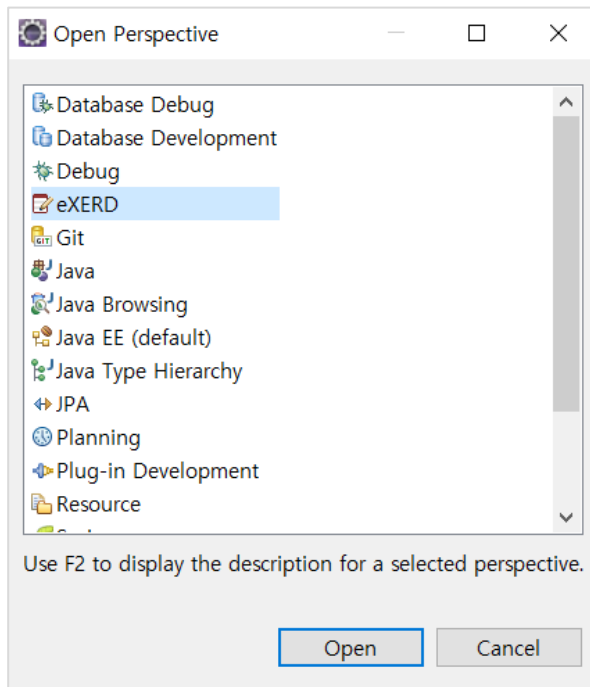 Open Perspective
Database Debug
Database Development
Debug
eXERD
GIT Git
Java
Java Browsing
Java EE (default)
Java Type Hierarchy
JPA
Planning
Plug-in Development
Resource
Use F2 to display the description for a selected perspective.
Open Cancel